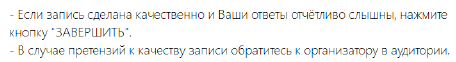 - Если запись сделана качественно и Ваши ответы отчётливо слышны, нажмите
кнопку "ЗАВЕРШИТЬ".
- В случае претензий к качеству записи обратитесь к организатору в аудитории.